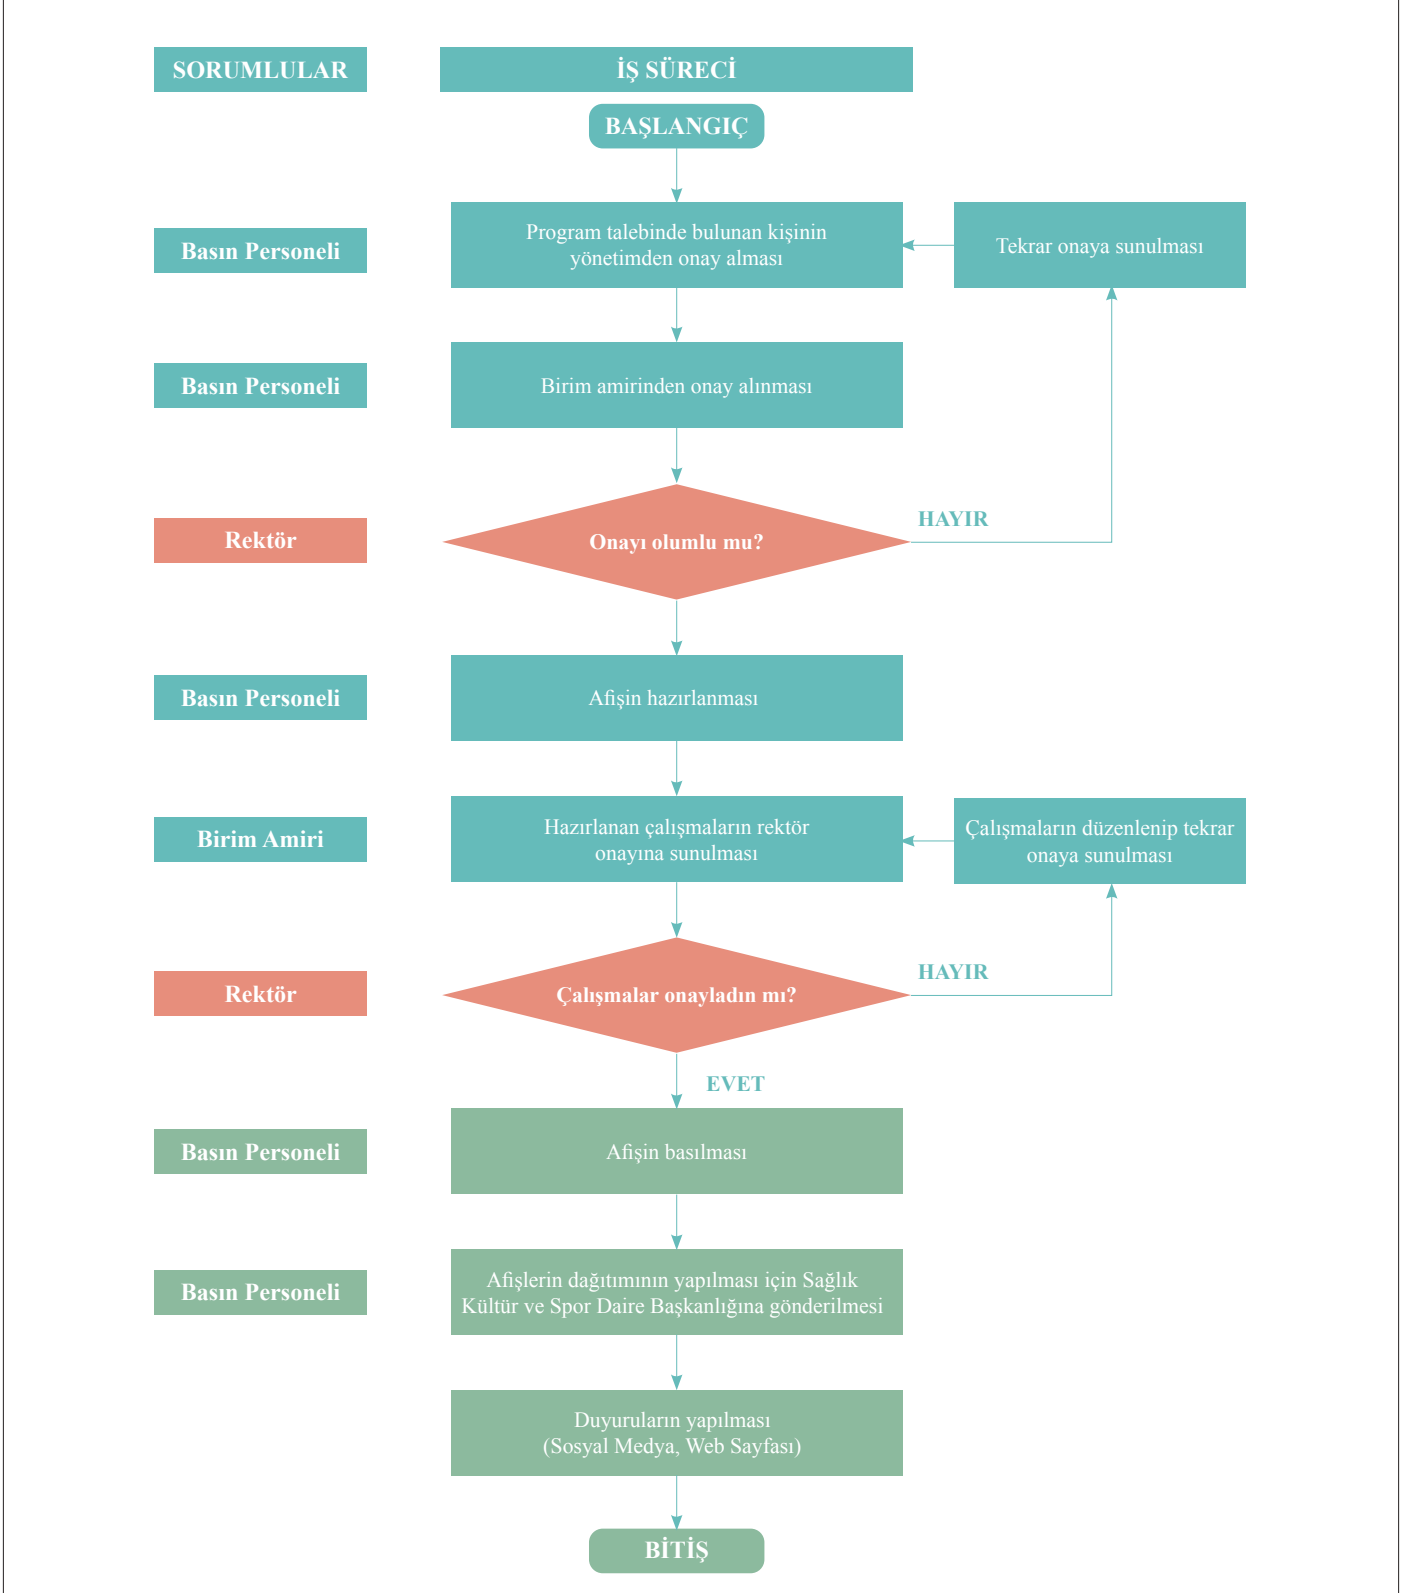 SORUMLULAR
İŞ SÜRECİ
BAŞLANGIÇ
Basın Personeli
Program talebinde bulunan kişinin
yönetimden onay alması
Tekrar onaya sunulması
Basın Personeli
Birim amirinden onay alınması
Rektör
Onayı olumlu mu?
HAYIR
Basın Personeli
Afişin hazırlanması
Birim Amiri
Hazırlanan çalışmaların rektör
onayına sunulması
Çalışmaların düzenlenip tekrar
onaya sunulması
Rektör
Çalışmalar onayladın mı?
HAYIR
EVET
Basın Personeli
Afişin basılması
Basın Personeli
Afişlerin dağıtımının yapılması için Sağlık
Kültür ve Spor Daire Başkanlığına gönderilmesi
Duyuruların yapılması
(Sosyal Medya, Web Sayfası)
BİTİŞ